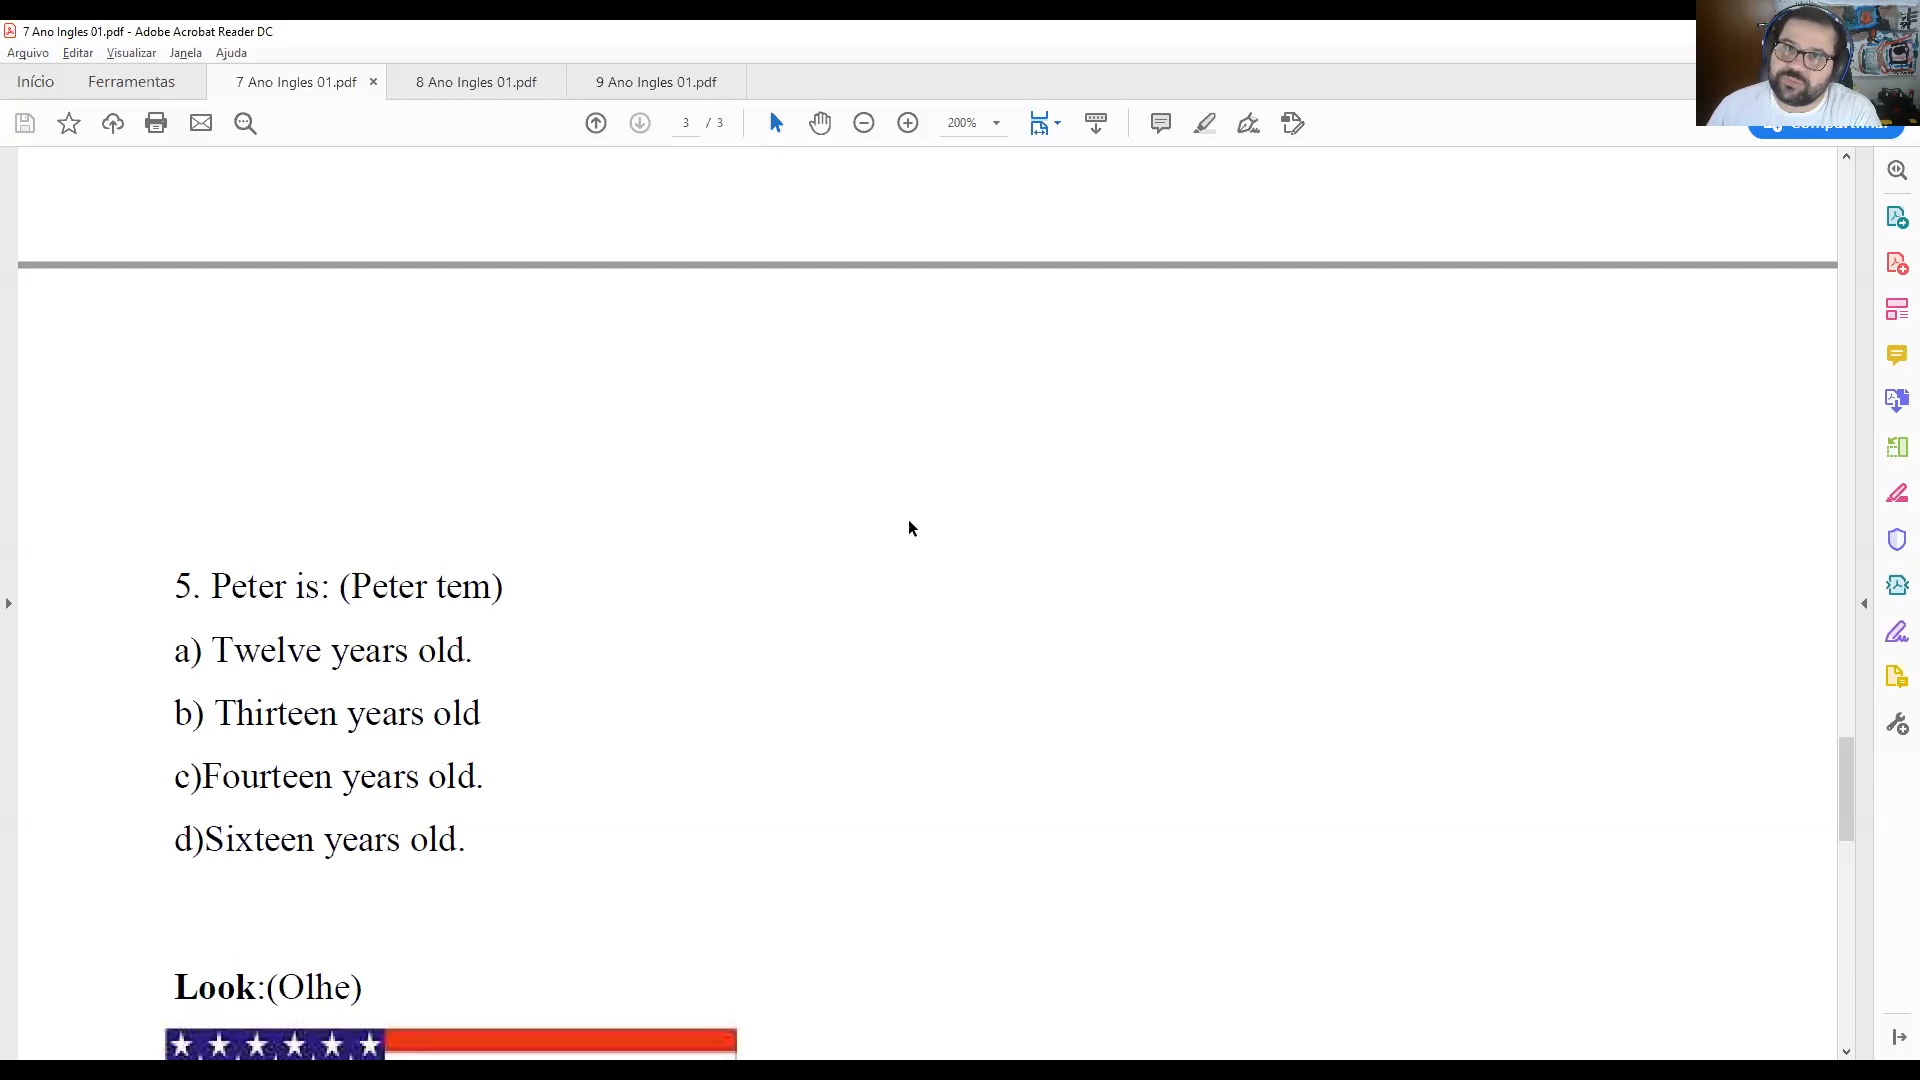 7 Ano Ingles 01.pdf - Adobe Acrobat Reader DC
Arquivo Editar Visualizar Janela Ajuda
Início Ferramentas 7 Ano Ingles 01.pdf × 8 Ano Ingles 01.pdf 9 Ano Ingles 01.pdf
3 / 3 200%
5. Peter is: (Peter tem)
a) Twelve years old.
b) Thirteen years old
c)Fourteen years old.
d)Sixteen years old.
Look:(Olhe)